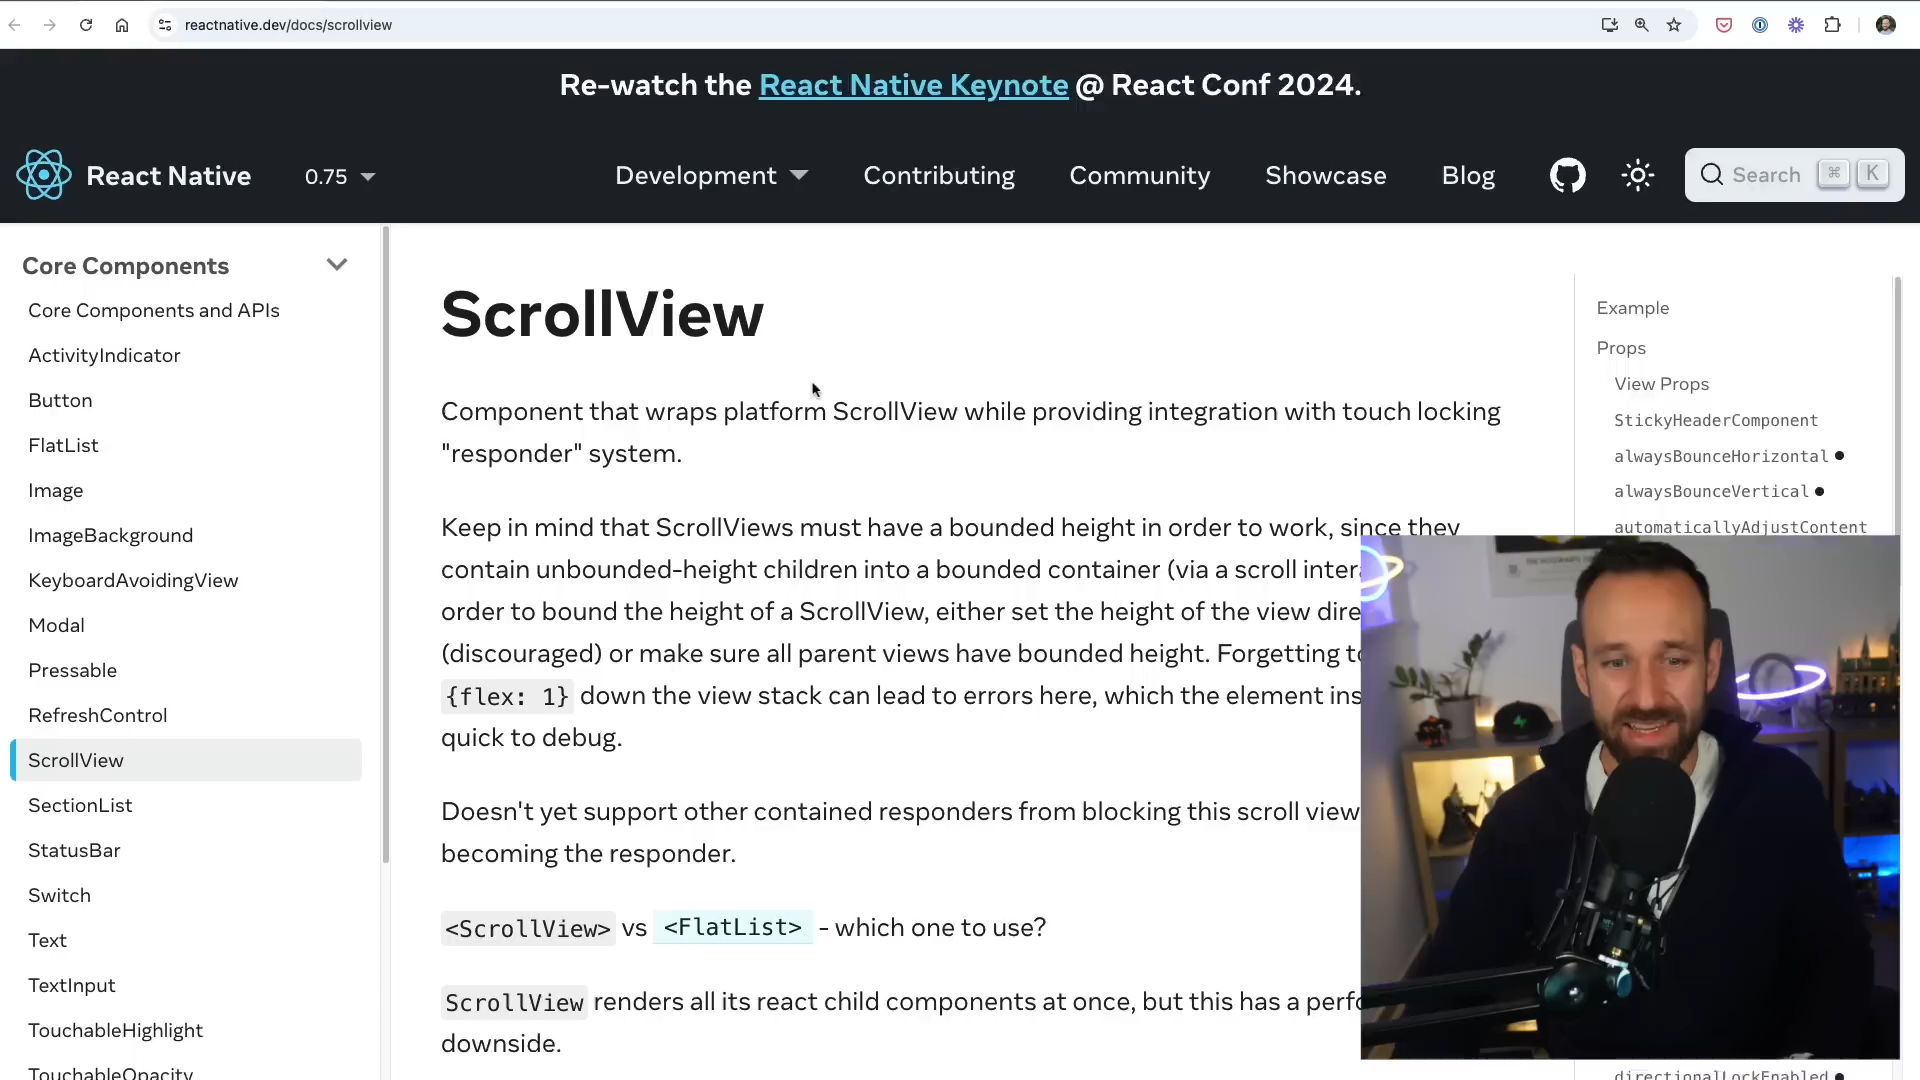 reactnative.dev/docs/scrollview
Re-watch the React Native Keynote @ React Conf 2024.
React Native
0.75
Development
Contributing
Community
Showcase
Blog
Search ⌘ K
Core Components
Core Components and APIs
ActivityIndicator
Button
FlatList
Image
ImageBackground
KeyboardAvoidingView
Modal
Pressable
RefreshControl
ScrollView
SectionList
StatusBar
Switch
Text
TextInput
TouchableHighlight
TouchableOpacity
ScrollView
Component that wraps platform ScrollView while providing integration with touch locking
"responder" system.
Keep in mind that ScrollViews must have a bounded height in order to work, since they
contain unbounded-height children into a bounded container (via a scroll inter
order to bound the height of a ScrollView, either set the height of the view dire
(discouraged) or make sure all parent views have bounded height. Forgetting to
{flex: 1} down the view stack can lead to errors here, which the element ins
quick to debug.
Doesn't yet support other contained responders from blocking this scroll view
becoming the responder.
<ScrollView> vs <FlatList> - which one to use?
ScrollView renders all its react child components at once, but this has a perfo
downside.
Example
Props
View Props
StickyHeaderComponent
alwaysBounceHorizontal
alwaysBounceVertical
automaticallyAdjustContent
directionalLockEnabled